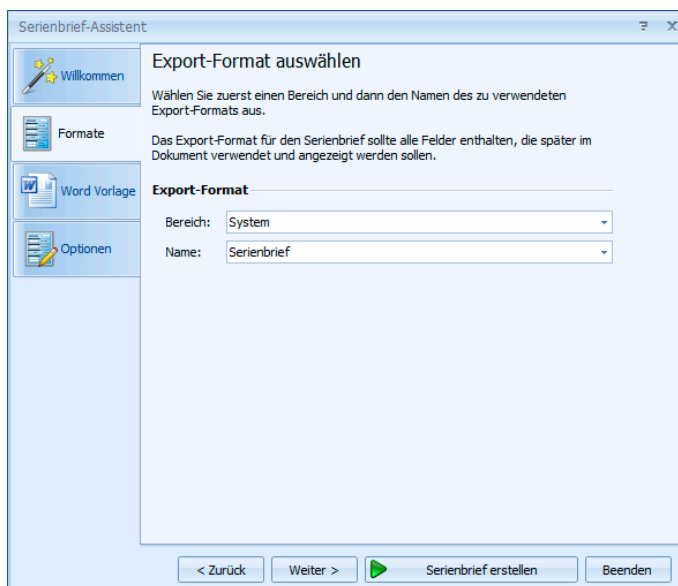 Serienbrief-Assistent
Willkommen
Formate
Word Vorlage
Optionen
Export-Format auswählen
Wählen Sie zuerst einen Bereich und dann den Namen des zu verwendeten
Export-Formats aus.
Das Export-Format für den Serienbrief sollte alle Felder enthalten, die später im
Dokument verwendet und angezeigt werden sollen.
Export-Format
Bereich: System
Name: Serienbrief
< Zurück Weiter > Serienbrief erstellen Beenden